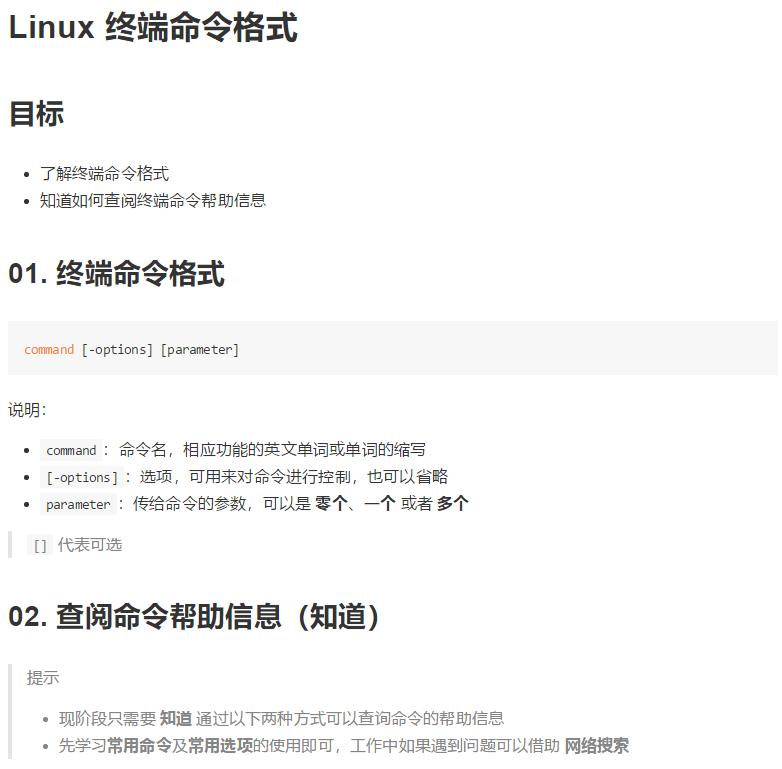 Linux 终端命令格式
目标
了解终端命令格式
知道如何查阅终端命令帮助信息
01. 终端命令格式
command [-options] [parameter]
说明：
command：命令名，相应功能的英文单词或单词的缩写
[-options]：选项，可用来对命令进行控制，也可以省略
parameter：传给命令的参数，可以是 零个、一个 或者 多个
[] 代表可选
02. 查阅命令帮助信息（知道）
提示
现阶段只需要 知道 通过以下两种方式可以查询命令的帮助信息
先学习常用命令及常用选项的使用即可，工作中如果遇到问题可以借助 网络搜索